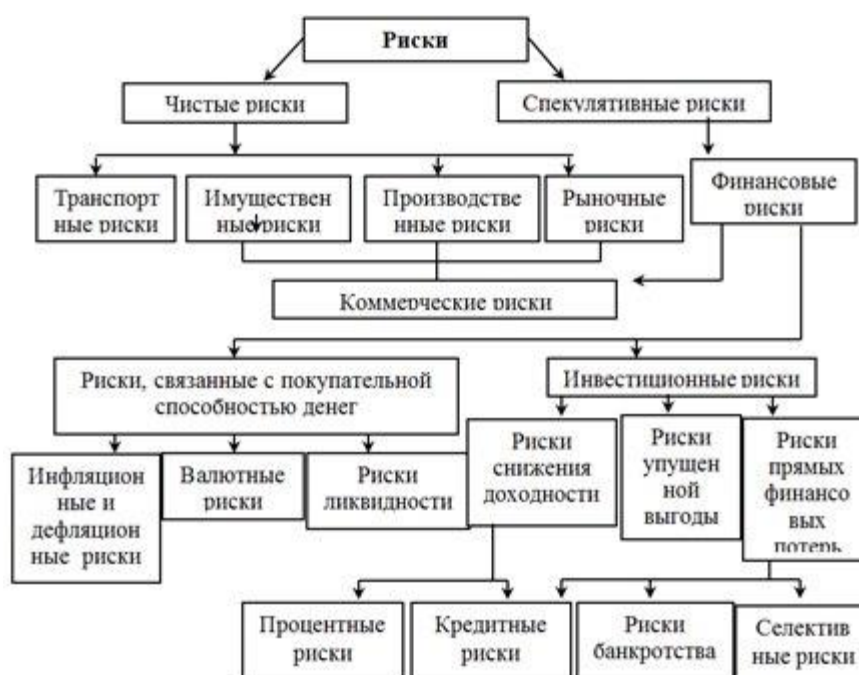 Риски
Чистые риски
Спекулятивные риски
Транспорт
ные риски
Имуществен
ные риски
Производстве
нные риски
Рыночные
риски
Финансовые
риски
Коммерческие риски
Риски, связанные с покупательной
способностью денег
Инвестиционные риски
Инфляцион
ные и
дефляцион
ные риски
Валютные
риски
Риски
ликвидности
Риски
снижения
доходности
Риски
упущен
ной
выгоды
Риски
прямых
финансо
вых
потерь
Процентные
риски
Кредитные
риски
Риски
банкротства
Селектив
ные риски